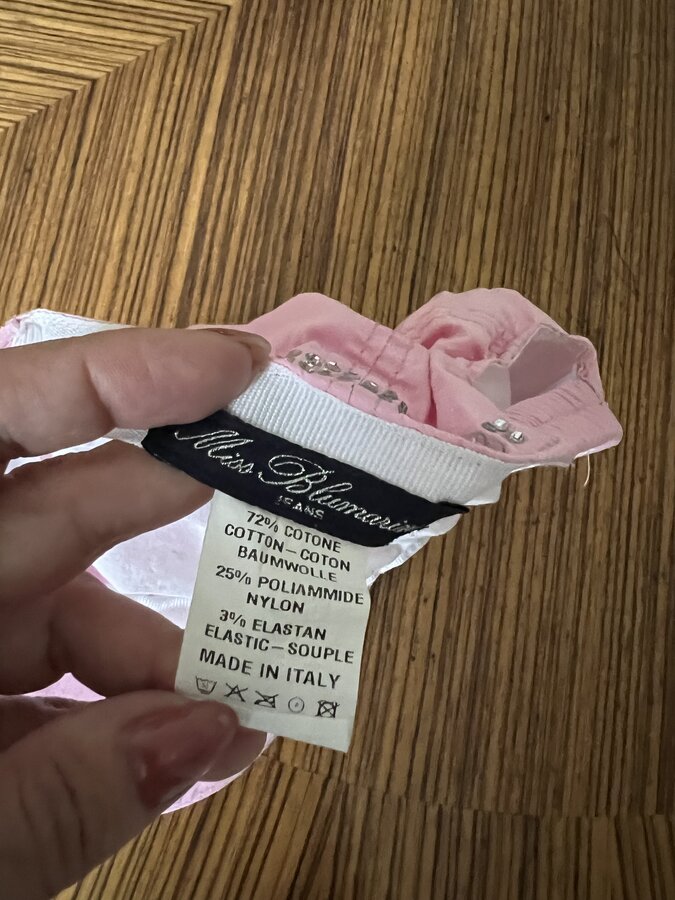 Miss Blumarine
JEANS
72% COTONE
COTTON-COTON
BAUMWOLLE
25% POLIAMMIDE
NYLON
3% ELASTAN
ELASTIC-SOUPLE
MADE IN ITALY